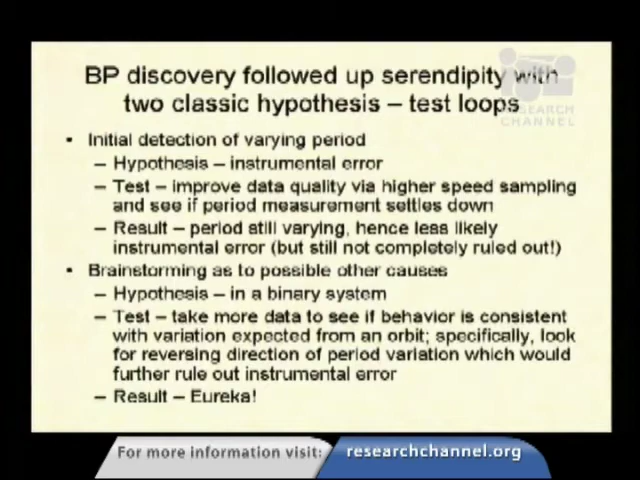 BP discovery followed up serendipity with
two classic hypothesis – test loops
RESEARCH
CHANNEL
• Initial detection of varying period
– Hypothesis – instrumental error
– Test – improve data quality via higher speed sampling
and see if period measurement settles down
– Result – period still varying, hence less likely
instrumental error (but still not completely ruled out!)
• Brainstorming as to possible other causes
– Hypothesis – in a binary system
– Test – take more data to see if behavior is consistent
with variation expected from an orbit; specifically, look
for reversing direction of period variation which would
further rule out instrumental error
– Result – Eureka!
For more information visit: researchchannel.org